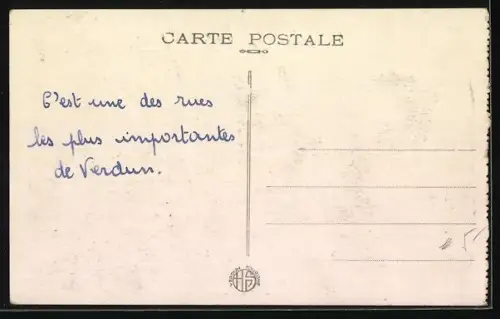 CARTE POSTALE
C'est une des rues
les plus importantes
de Verdun.